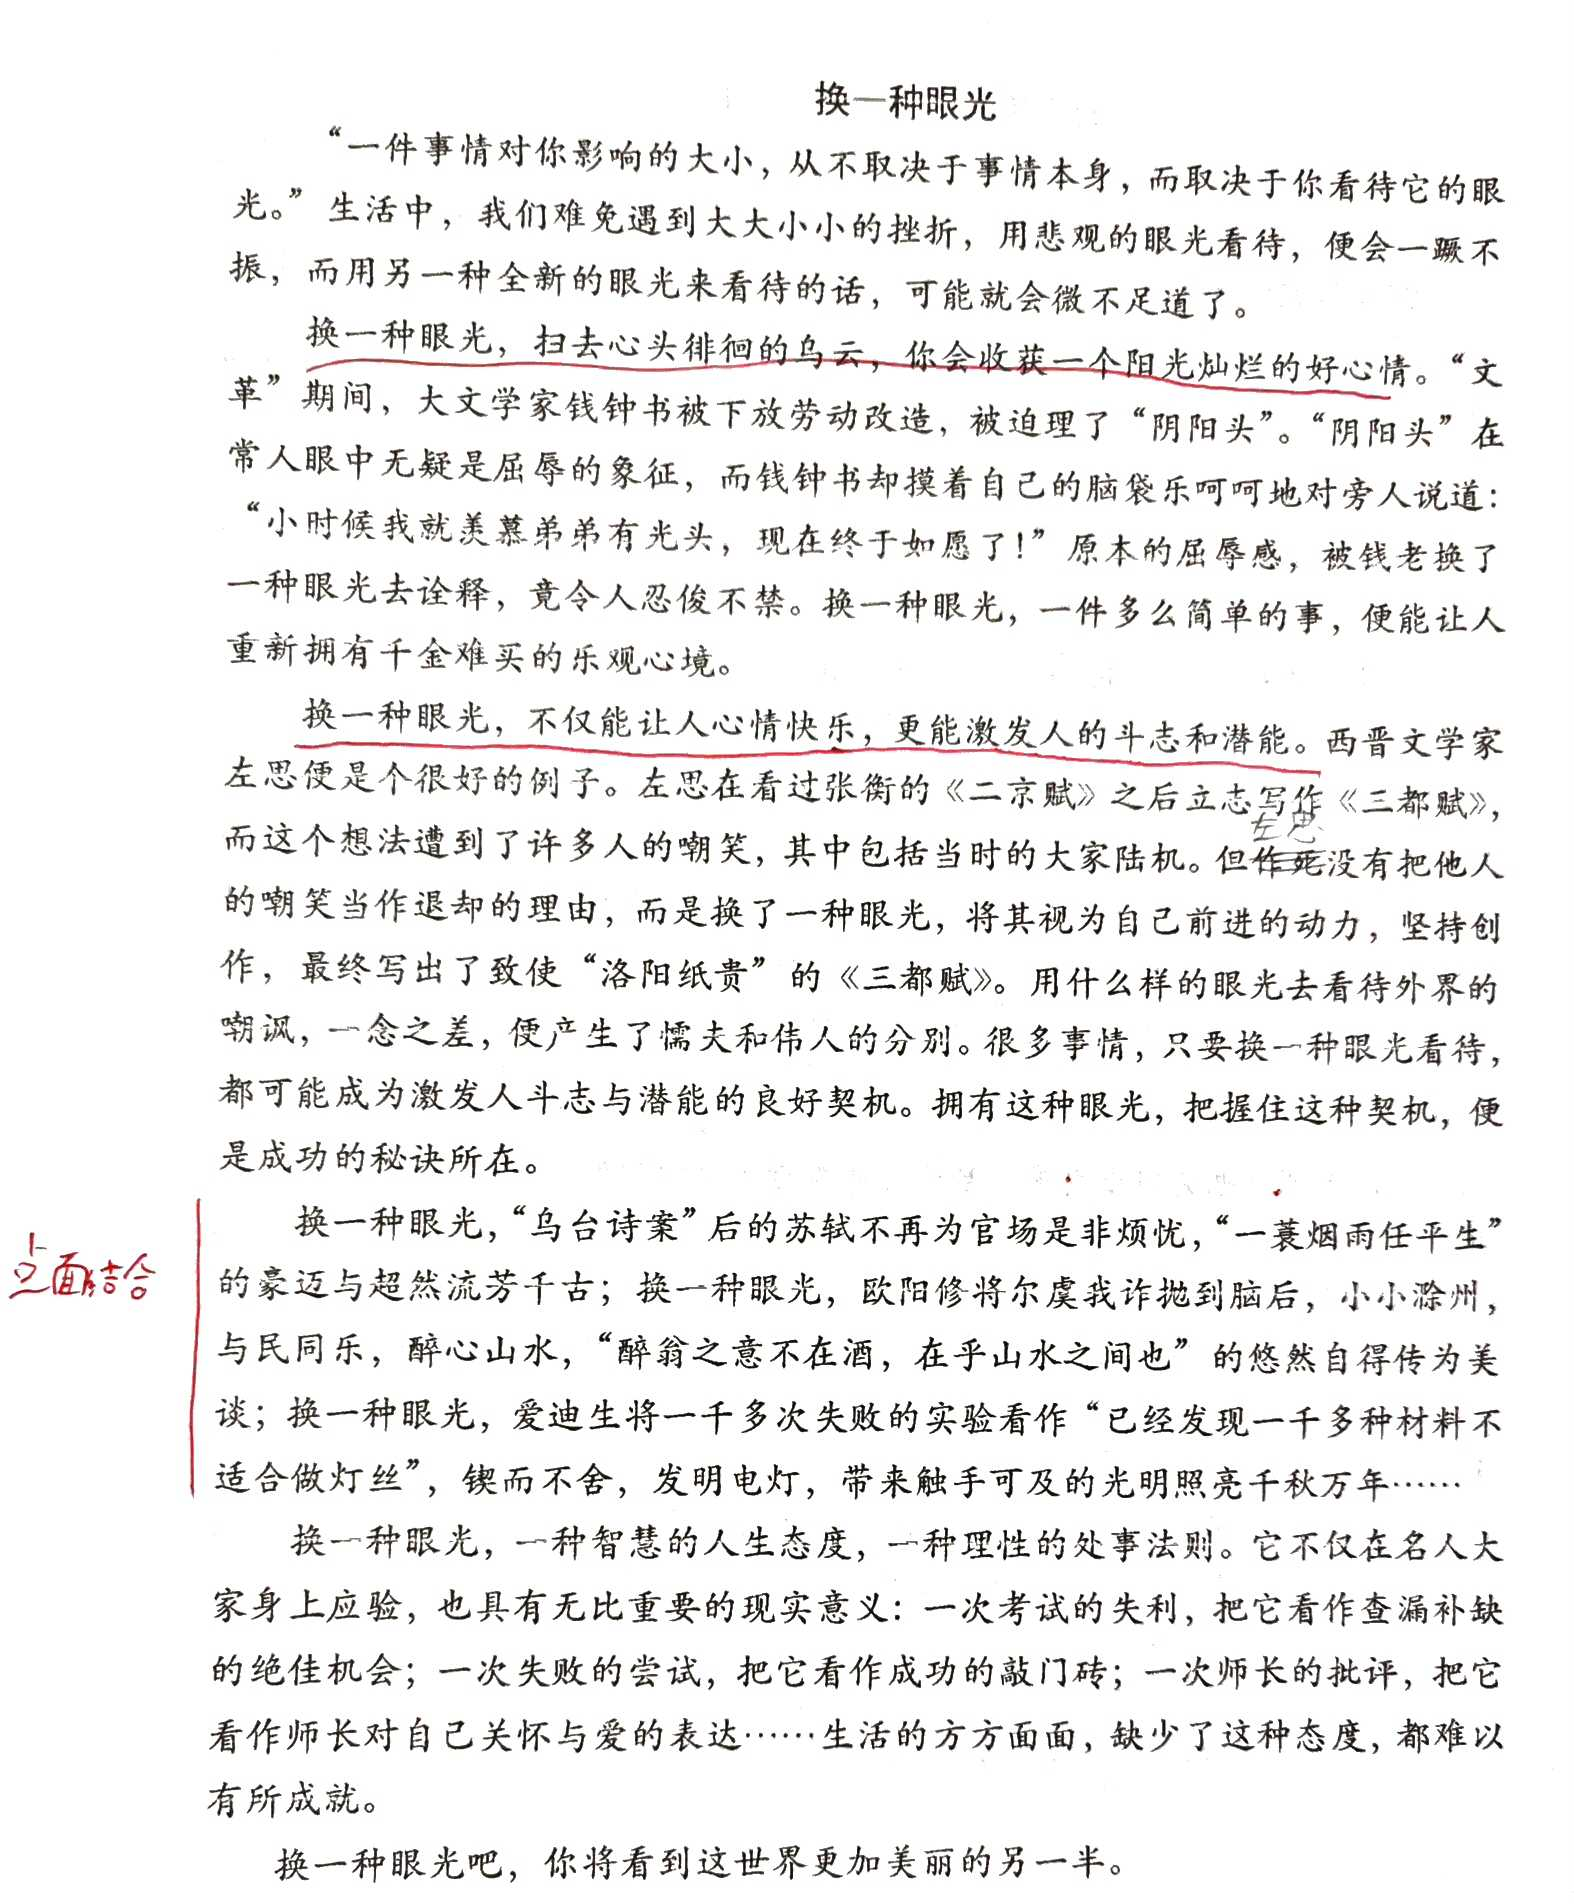 换一种眼光
“一件事情对你影响的大小，从不取决于事情本身，而取决于你看待它的眼
光。”生活中，我们难免遇到大大小小的挫折，用悲观的眼光看待，便会一蹶不
振，而用另一种全新的眼光来看待的话，可能就会微不足道了。
换一种眼光，扫去心头徘徊的乌云，你会收获一个阳光灿烂的好心情。“文
革”期间，大文学家钱钟书被下放劳动改造，被迫理了“阴阳头”。“阴阳头”在
常人眼中无疑是屈辱的象征，而钱钟书却摸着自己的脑袋乐呵呵地对旁人说道：
“小时候我就羡慕弟弟有光头，现在终于如愿了！”原本的屈辱感，被钱老换了
一种眼光去诠释，竟令人忍俊不禁。换一种眼光，一件多么简单的事，便能让人
重新拥有千金难买的乐观心境。
换一种眼光，不仅能让人心情快乐，更能激发人的斗志和潜能。西晋文学家
左思便是个很好的例子。左思在看过张衡的《二京赋》之后立志写作《三都赋》，
左思
而这个想法遭到了许多人的嘲笑，其中包括当时的大家陆机。但作死没有把他人
的嘲笑当作退却的理由，而是换了一种眼光，将其视为自己前进的动力，坚持创
作，最终写出了致使“洛阳纸贵”的《三都赋》。用什么样的眼光去看待外界的
嘲讽，一念之差，便产生了懦夫和伟人的分别。很多事情，只要换一种眼光看待，
都可能成为激发人斗志与潜能的良好契机。拥有这种眼光，把握住这种契机，便
是成功的秘诀所在。
换一种眼光，“乌台诗案”后的苏轼不再为官场是非烦忧，“一蓑烟雨任平生”
点面结合
的豪迈与超然流芳千古；换一种眼光，欧阳修将尔虞我诈抛到脑后，小小滁州，
与民同乐，醉心山水，“醉翁之意不在酒，在乎山水之间也”的悠然自得传为美
谈；换一种眼光，爱迪生将一千多次失败的实验看作“已经发现一千多种材料不
适合做灯丝”，锲而不舍，发明电灯，带来触手可及的光明照亮千秋万年……
换一种眼光，一种智慧的人生态度，一种理性的处事法则。它不仅在名人大
家身上应验，也具有无比重要的现实意义：一次考试的失利，把它看作查漏补缺
的绝佳机会；一次失败的尝试，把它看作成功的敲门砖；一次师长的批评，把它
看作师长对自己关怀与爱的表达……生活的方方面面，缺少了这种态度，都难以
有所成就。
换一种眼光吧，你将看到这世界更加美丽的另一半。